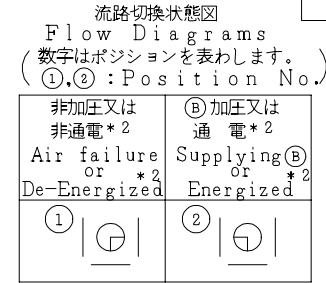 流路切換状態図
Flow Diagrams
(数字はポジションを表わします。
①,②:Position No.)
非加圧又は
非通電*2
Air failure
or *2
De-Energized
Ⓑ加圧又は
通 電*2
Supplying Ⓑ
or *2
Energized
①
②